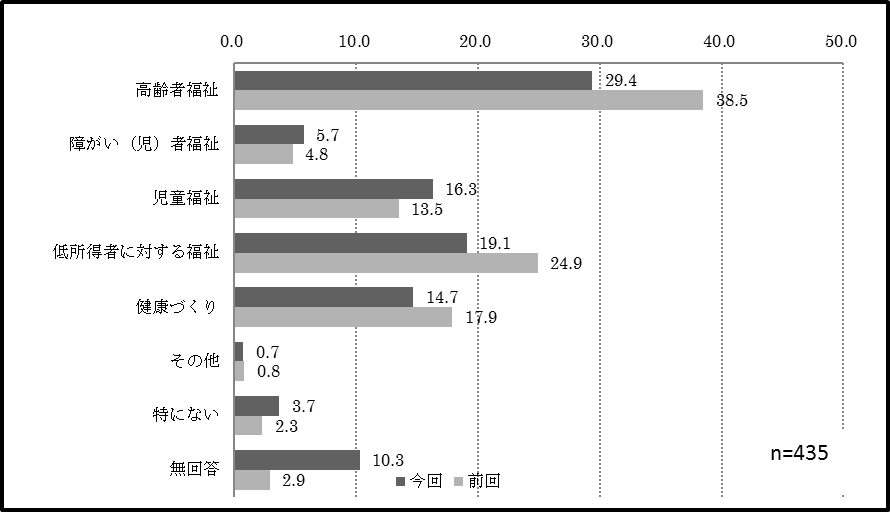 0.0 10.0 20.0 30.0 40.0 50.0
高齢者福祉 29.4
38.5
障がい（児）者福祉 5.7
4.8
児童福祉 16.3
13.5
低所得者に対する福祉 19.1
24.9
健康づくり 14.7
17.9
その他 0.7
0.8
特にない 3.7
2.3
n=435
無回答 10.3
2.9
今回 前回